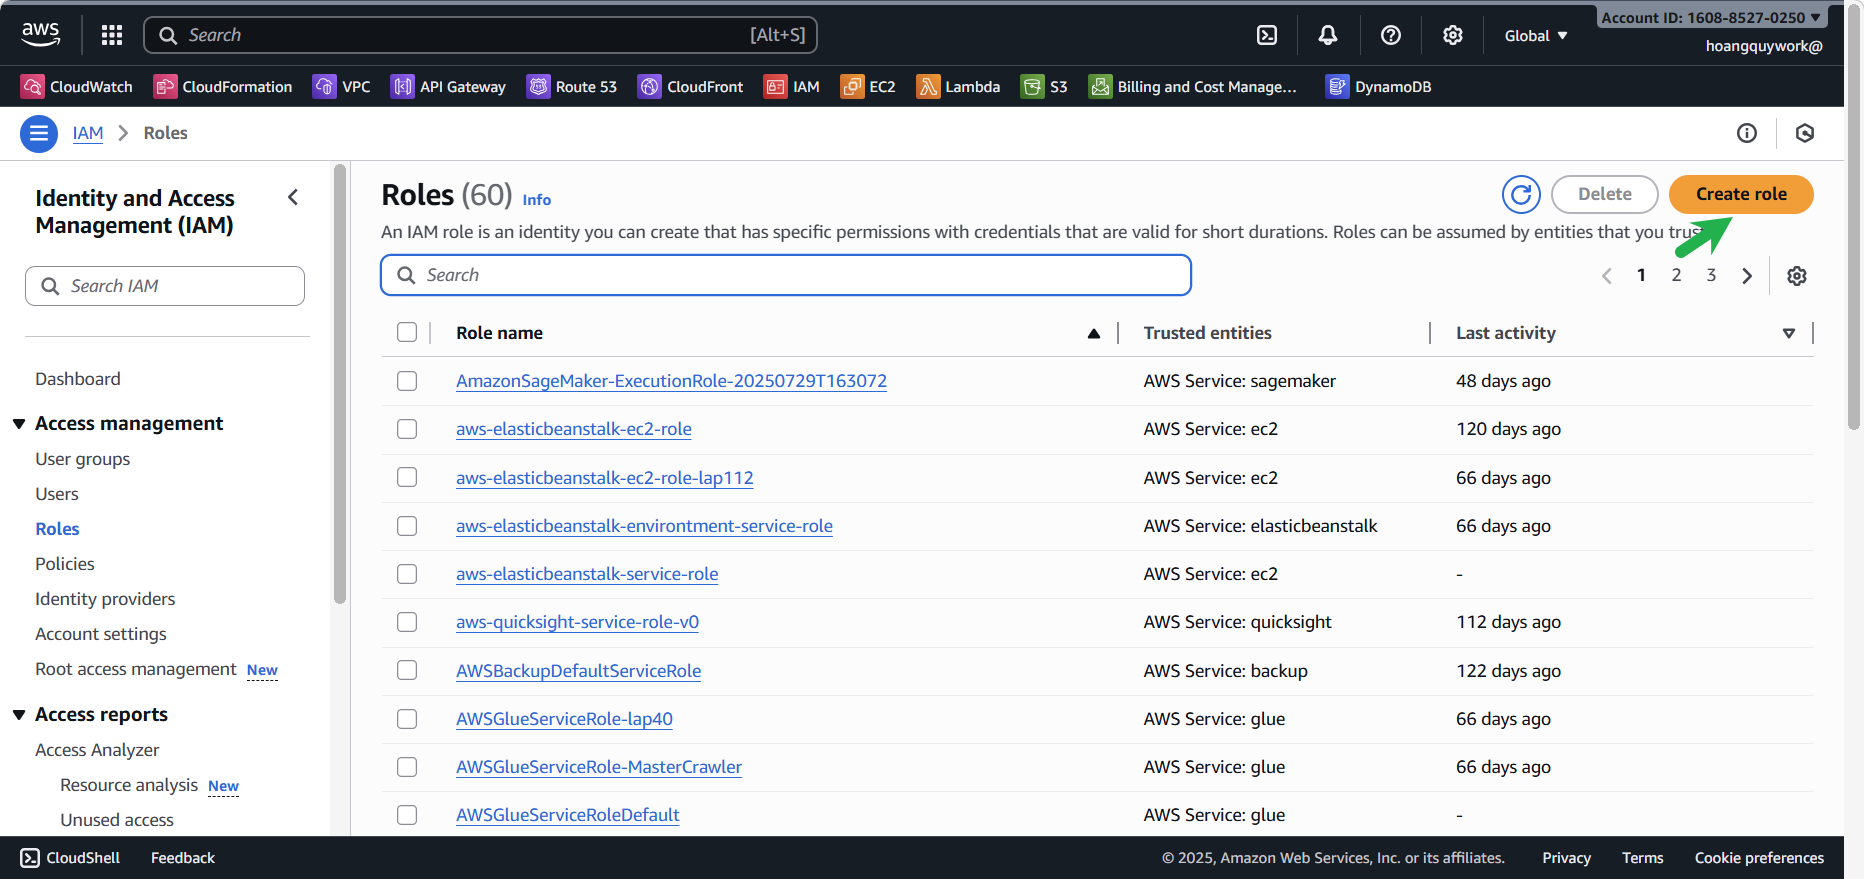 aws
Search [Alt+S]
Global
Account ID: 1608-8527-0250
hoangquywork@
CloudWatch CloudFormation VPC API Gateway Route 53 CloudFront IAM EC2 Lambda S3 Billing and Cost Manage... DynamoDB
IAM > Roles
Identity and Access
Management (IAM)
Search IAM
Dashboard
Access management
User groups
Users
Roles
Policies
Identity providers
Account settings
Root access management New
Access reports
Access Analyzer
Resource analysis New
Unused access
Roles (60) Info
Delete
Create role
An IAM role is an identity you can create that has specific permissions with credentials that are valid for short durations. Roles can be assumed by entities that you
Search
1 2 3
Role name Trusted entities Last activity
AmazonSageMaker-ExecutionRole-20250729T163072 AWS Service: sagemaker 48 days ago
aws-elasticbeanstalk-ec2-role AWS Service: ec2 120 days ago
aws-elasticbeanstalk-ec2-role-lap112 AWS Service: ec2 66 days ago
aws-elasticbeanstalk-environtment-service-role AWS Service: elasticbeanstalk 66 days ago
aws-elasticbeanstalk-service-role AWS Service: ec2 -
aws-quicksight-service-role-v0 AWS Service: quicksight 112 days ago
AWSBackupDefaultServiceRole AWS Service: backup 122 days ago
AWSGlueServiceRole-lap40 AWS Service: glue 66 days ago
AWSGlueServiceRole-MasterCrawler AWS Service: glue 66 days ago
AWSGlueServiceRoleDefault AWS Service: glue -
CloudShell Feedback © 2025, Amazon Web Services, Inc. or its affiliates. Privacy Terms Cookie preferences